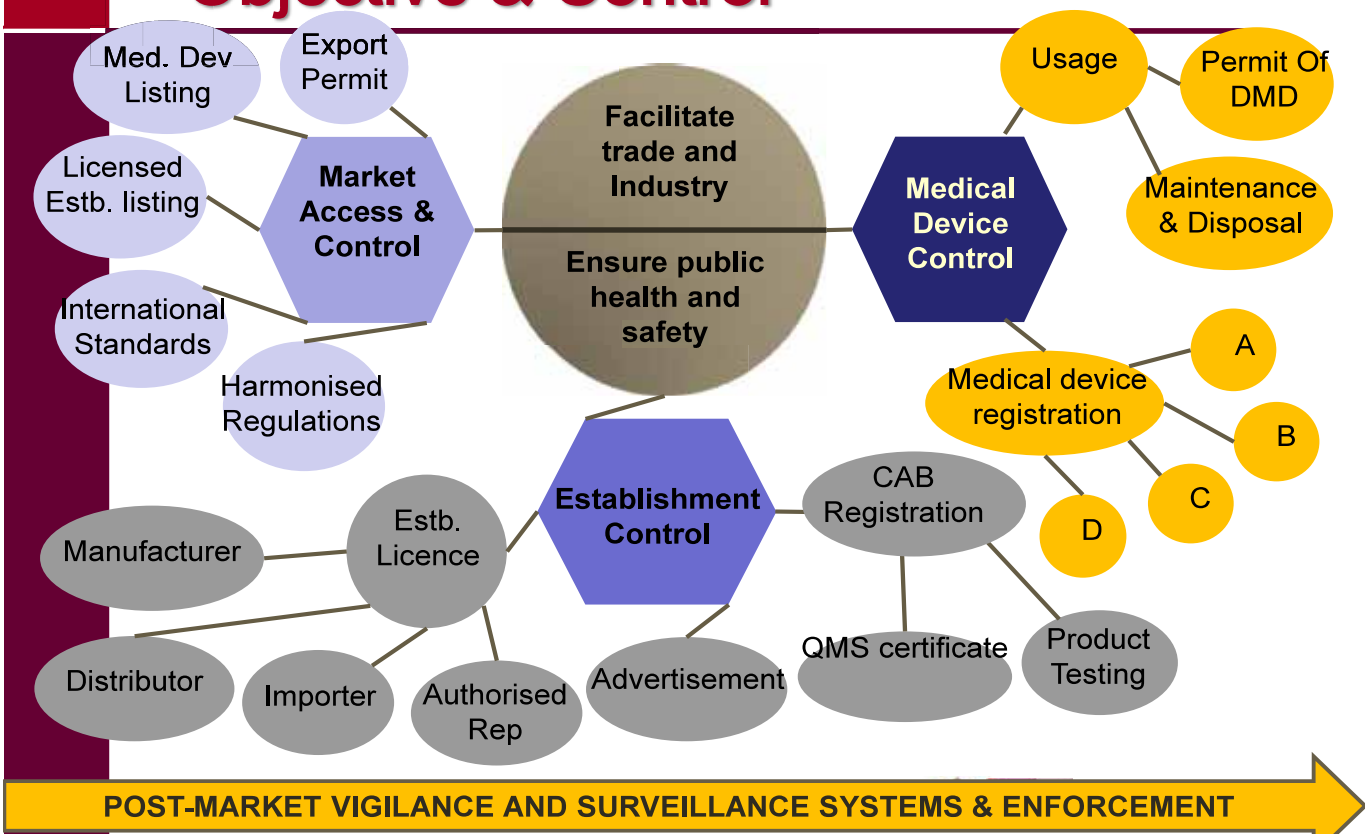 Objective & Control
Med. Dev
Listing
Export
Permit
Licensed
Estb. listing
International
Standards
Harmonised
Regulations
Market
Access &
Control
Facilitate
trade and
Industry
Ensure public
health and
safety
Medical
Device
Control
Usage
Permit Of
DMD
Maintenance
& Disposal
Medical device
registration
A
B
C
D
Establishment
Control
Estb.
Licence
Manufacturer
Distributor
Importer
Authorised
Rep
Advertisement
CAB
Registration
QMS certificate
Product
Testing
POST-MARKET VIGILANCE AND SURVEILLANCE SYSTEMS & ENFORCEMENT